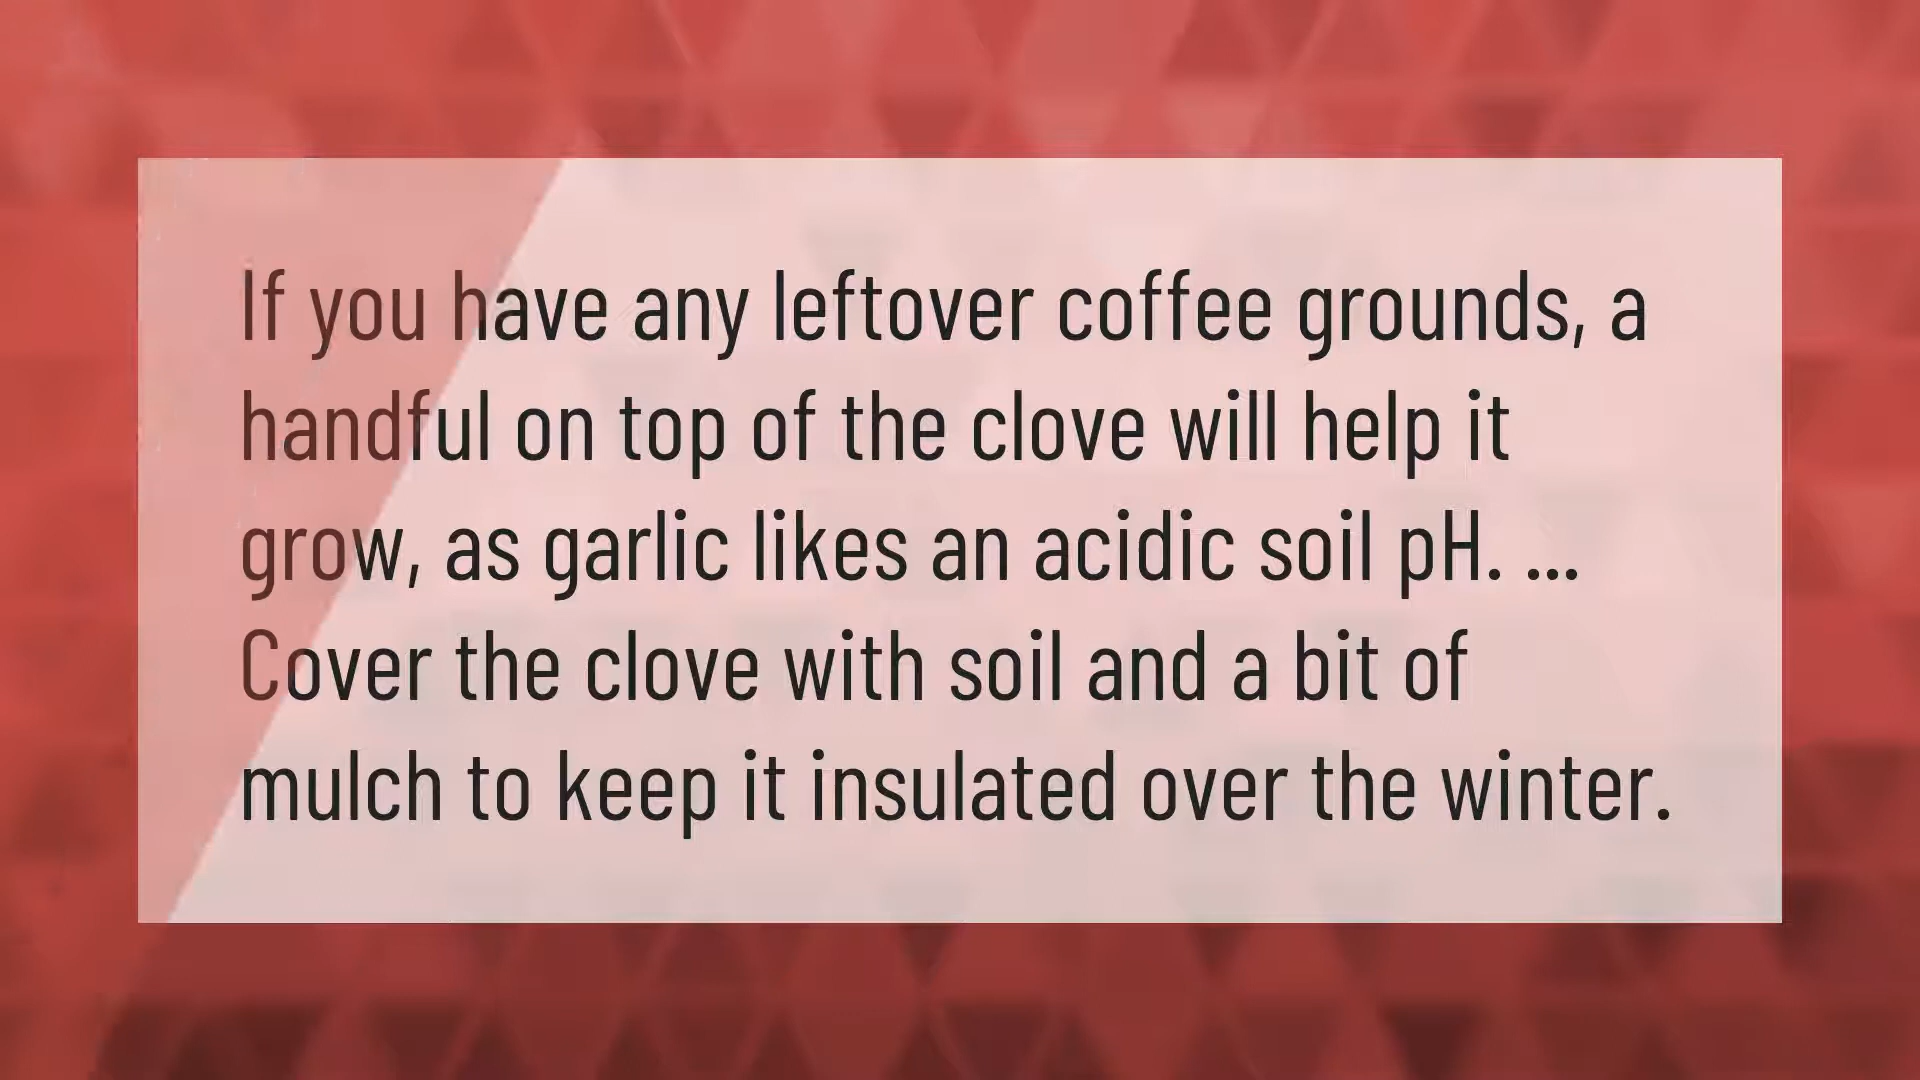 If you have any leftover coffee grounds, a
handful on top of the clove will help it
grow, as garlic likes an acidic soil pH. ...
Cover the clove with soil and a bit of
mulch to keep it insulated over the winter.